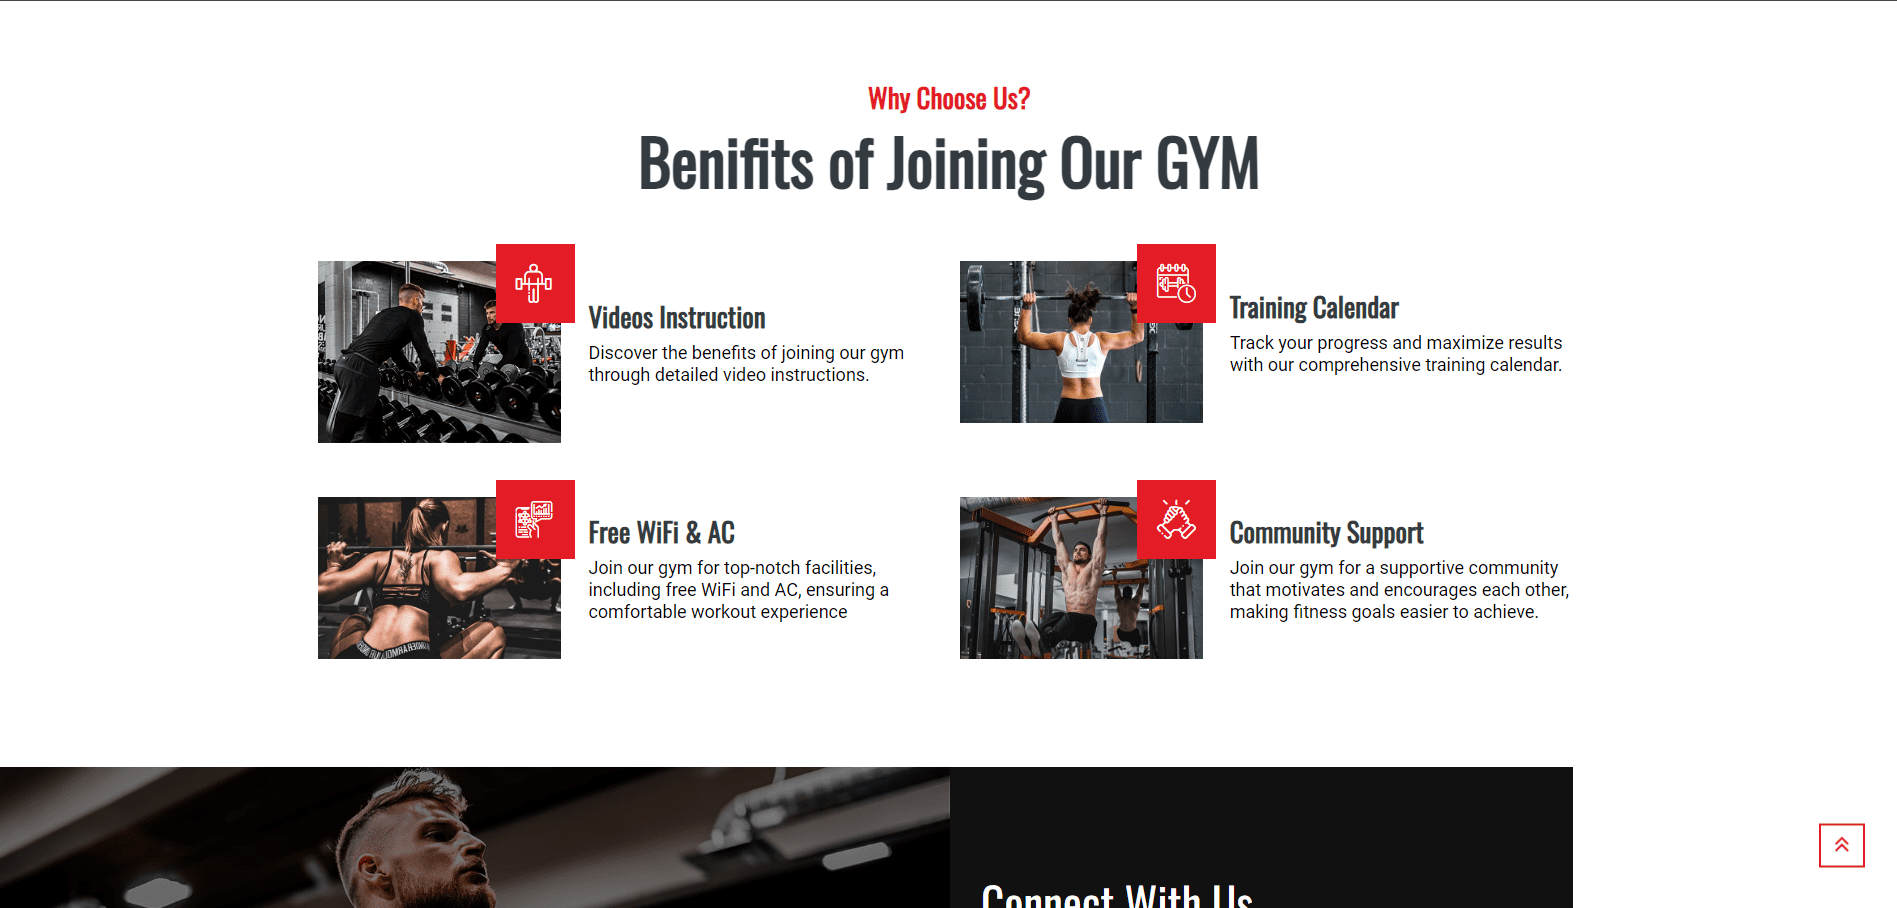 Why Choose Us?
Benifits of Joining Our GYM
Videos Instruction
Discover the benefits of joining our gym
through detailed video instructions.
Training Calendar
Track your progress and maximize results
with our comprehensive training calendar.
Free WiFi & AC
Join our gym for top-notch facilities,
including free WiFi and AC, ensuring a
comfortable workout experience
Community Support
Join our gym for a supportive community
that motivates and encourages each other,
making fitness goals easier to achieve.
Connect With Us